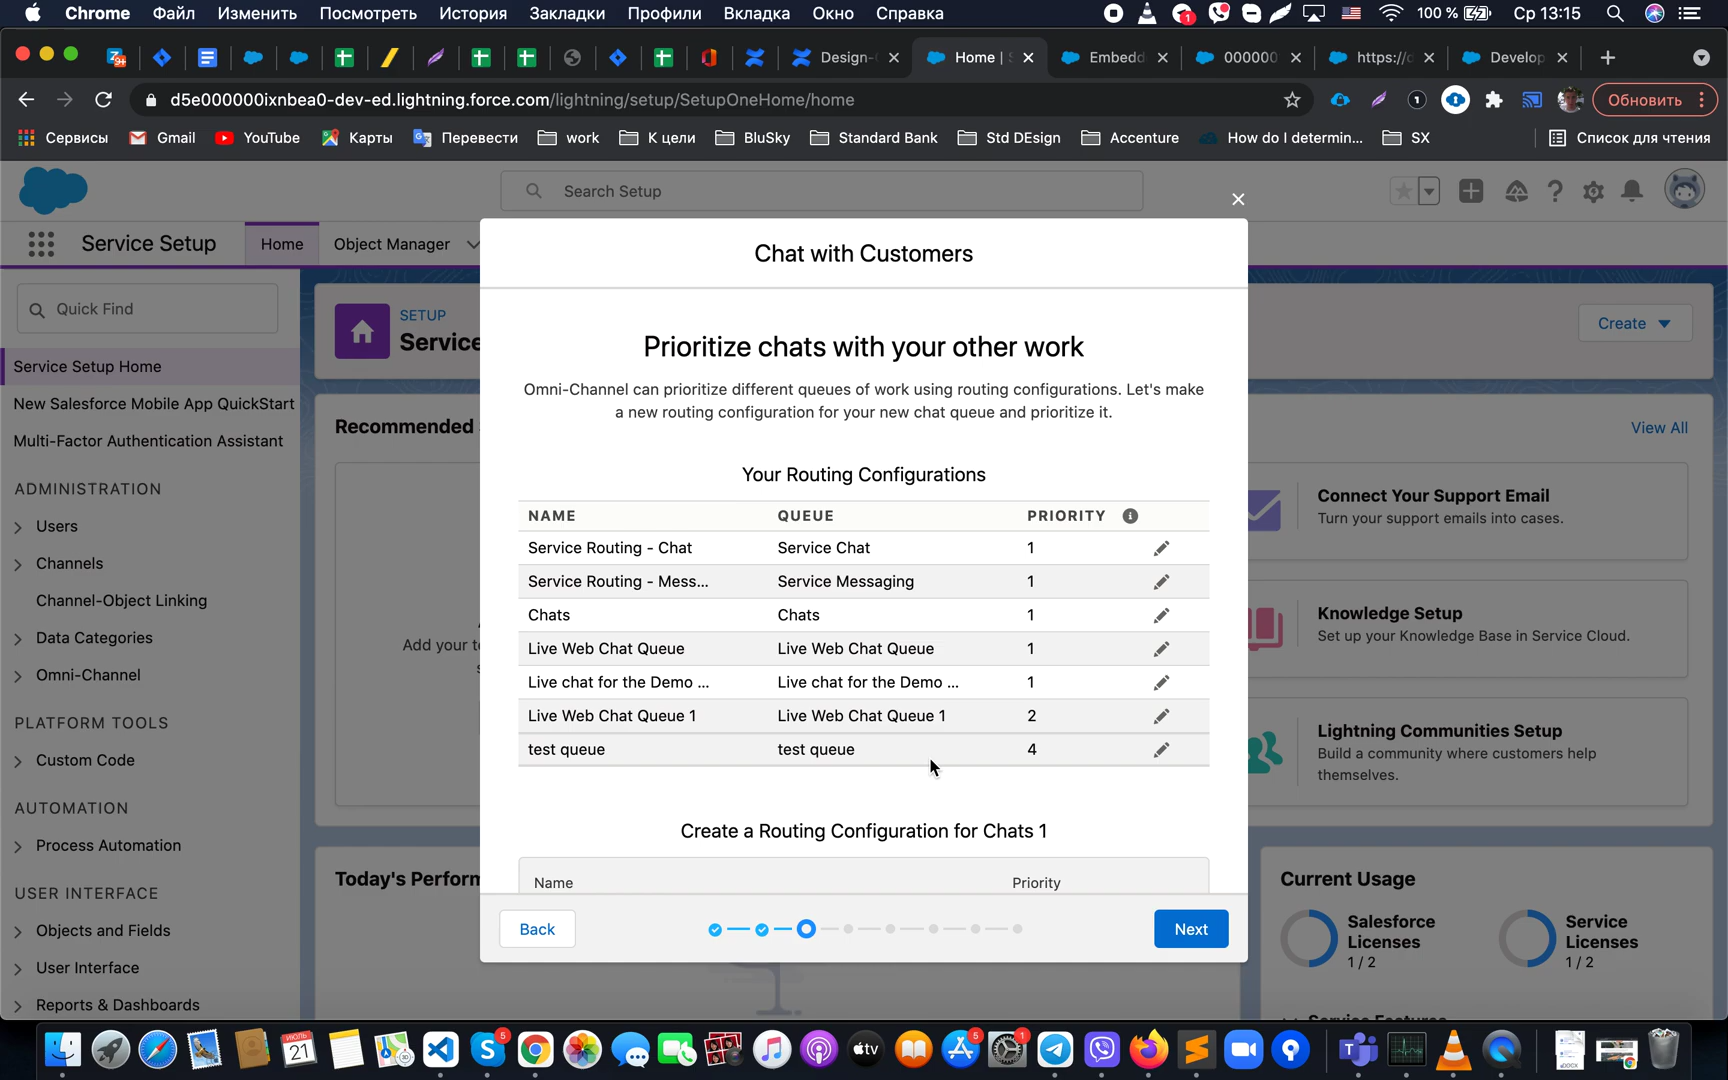 Chrome Файл Изменить Посмотреть История Закладки Профили Вкладка Окно Справка 1 100 % Ср 13:15
9+ Design- Home | S Embedd 000000 https://c Develop
d5e000000ixnbea0-dev-ed.lightning.force.com/lightning/setup/SetupOneHome/home Обновить
Сервисы Gmail YouTube Карты Перевести work К цели BluSky Standard Bank Std DEsign Accenture How do I determin... SX Список для чтения
Search Setup
Service Setup Home Object Manager
Chat with Customers
Quick Find
SETUP
Service
Create
Service Setup Home
New Salesforce Mobile App QuickStart
Multi-Factor Authentication Assistant
ADMINISTRATION
Users
Channels
Channel-Object Linking
Data Categories
Omni-Channel
PLATFORM TOOLS
Custom Code
AUTOMATION
Process Automation
USER INTERFACE
Objects and Fields
User Interface
Reports & Dashboards
Recommended
View All
Add your te
Today's Perforn
Prioritize chats with your other work
Omni-Channel can prioritize different queues of work using routing configurations. Let's make
a new routing configuration for your new chat queue and prioritize it.
Your Routing Configurations
NAME QUEUE PRIORITY
Service Routing - Chat Service Chat 1
Service Routing - Mess... Service Messaging 1
Chats Chats 1
Live Web Chat Queue Live Web Chat Queue 1
Live chat for the Demo ... Live chat for the Demo ... 1
Live Web Chat Queue 1 Live Web Chat Queue 1 2
test queue test queue 4
Create a Routing Configuration for Chats 1
Name Priority
Back Next
Connect Your Support Email
Turn your support emails into cases.
Knowledge Setup
Set up your Knowledge Base in Service Cloud.
Lightning Communities Setup
Build a community where customers help
themselves.
Current Usage
Salesforce
Licenses
1 / 2
Service
Licenses
1 / 2
ИЮЛЬ
21
5
tv
5
1